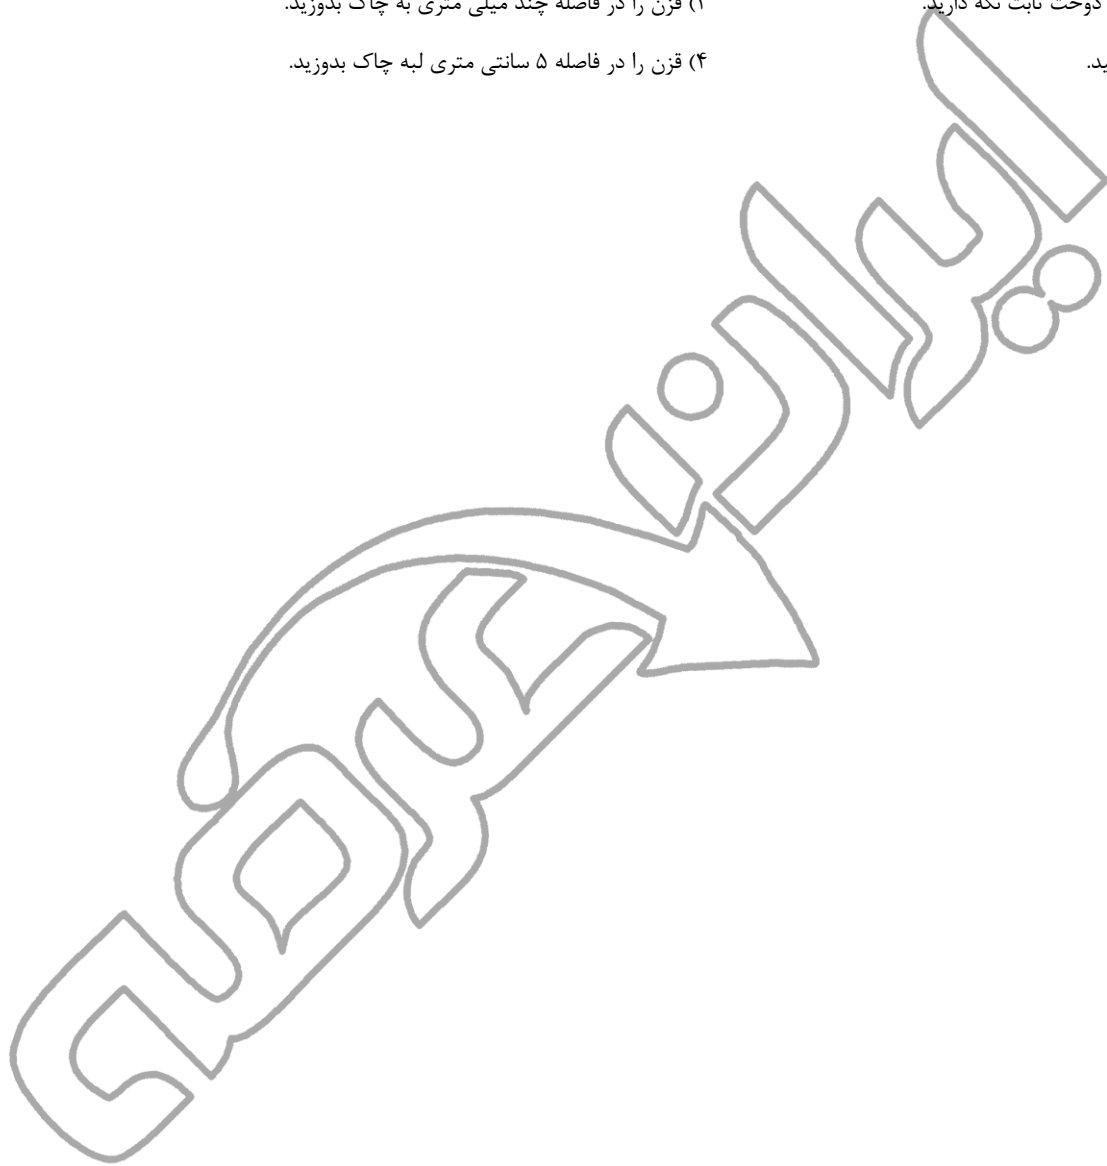 دوخت ثابت نگه دارید. ) قزن را در فاصله چند میلی متری به چاک بدوزید.
ید. ۴) قزن را در فاصله ۵ سانتی متری لبه چاک بدوزید.
ایران